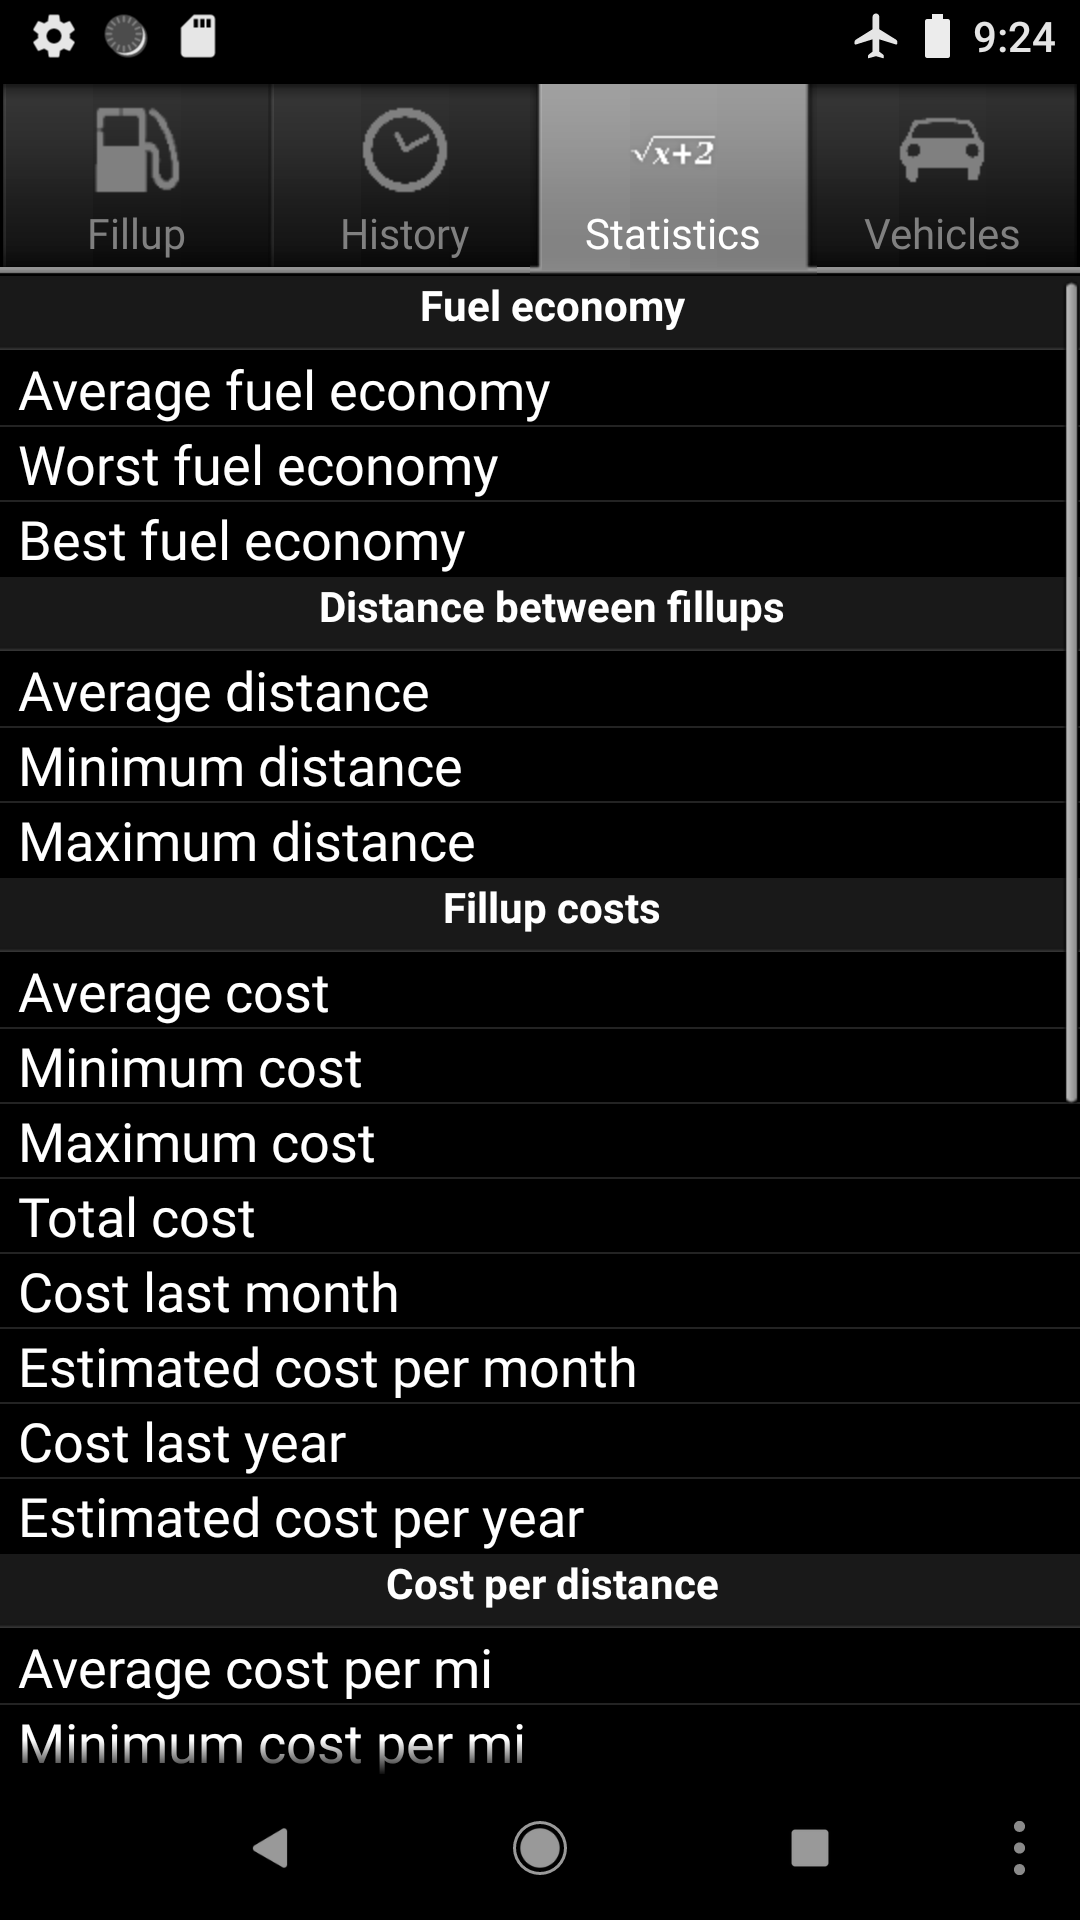 9:24
√x+2
Fillup
History
Statistics
Vehicles
Fuel economy
Average fuel economy
Worst fuel economy
Best fuel economy
Distance between fillups
Average distance
Minimum distance
Maximum distance
Fillup costs
Average cost
Minimum cost
Maximum cost
Total cost
Cost last month
Estimated cost per month
Cost last year
Estimated cost per year
Cost per distance
Average cost per mi
Minimum cost per mi